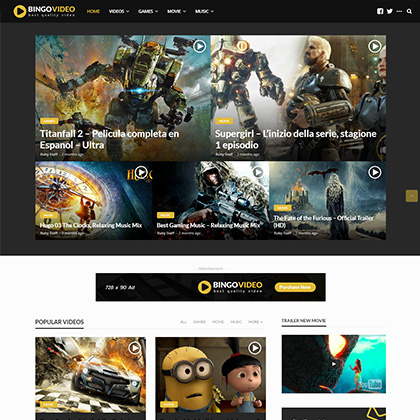 BINGOVIDEO
best quality video
HOME VIDEOS GAMES MOVIE MUSIC
GAMES
Titanfall 2 – Pelicula completa en
Espanol – Ultra
Ruby Staff - 2 months ago
MOVIE
Supergirl – L'inizio della serie, stagione
1 episodio
Ruby Staff - 2 months ago
MUSIC
Hugo 03 The Clocks, Relaxing Music Mix
Ruby Staff - 2 months ago
MUSIC
Best Gaming Music – Relaxing Music Mix
Ruby Staff - 2 months ago
MOVIE
The Fate of the Furious – Official Trailer
(HD)
Ruby Staff - 2 months ago
- Advertisement -
728 x 90 Ad
BINGOVIDEO
best quality video
Purchase Now
POPULAR VIDEOS
ALL GAMES MOVIE MUSIC MORE
TRAILER NEW MOVIE